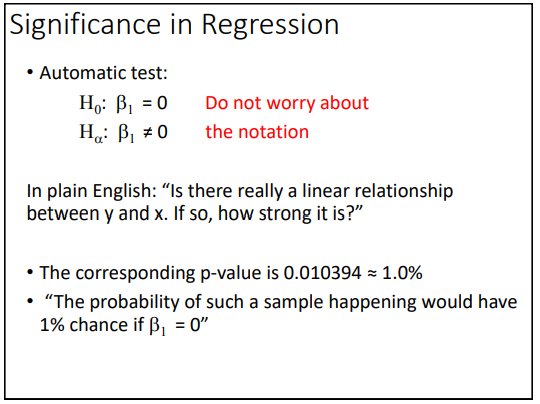 Significance in Regression
• Automatic test:
H₀: β₁ = 0 Do not worry about
Hα: β₁ ≠ 0 the notation
In plain English: “Is there really a linear relationship
between y and x. If so, how strong it is?”
• The corresponding p-value is 0.010394 ≈ 1.0%
• “The probability of such a sample happening would have
1% chance if β₁ = 0”